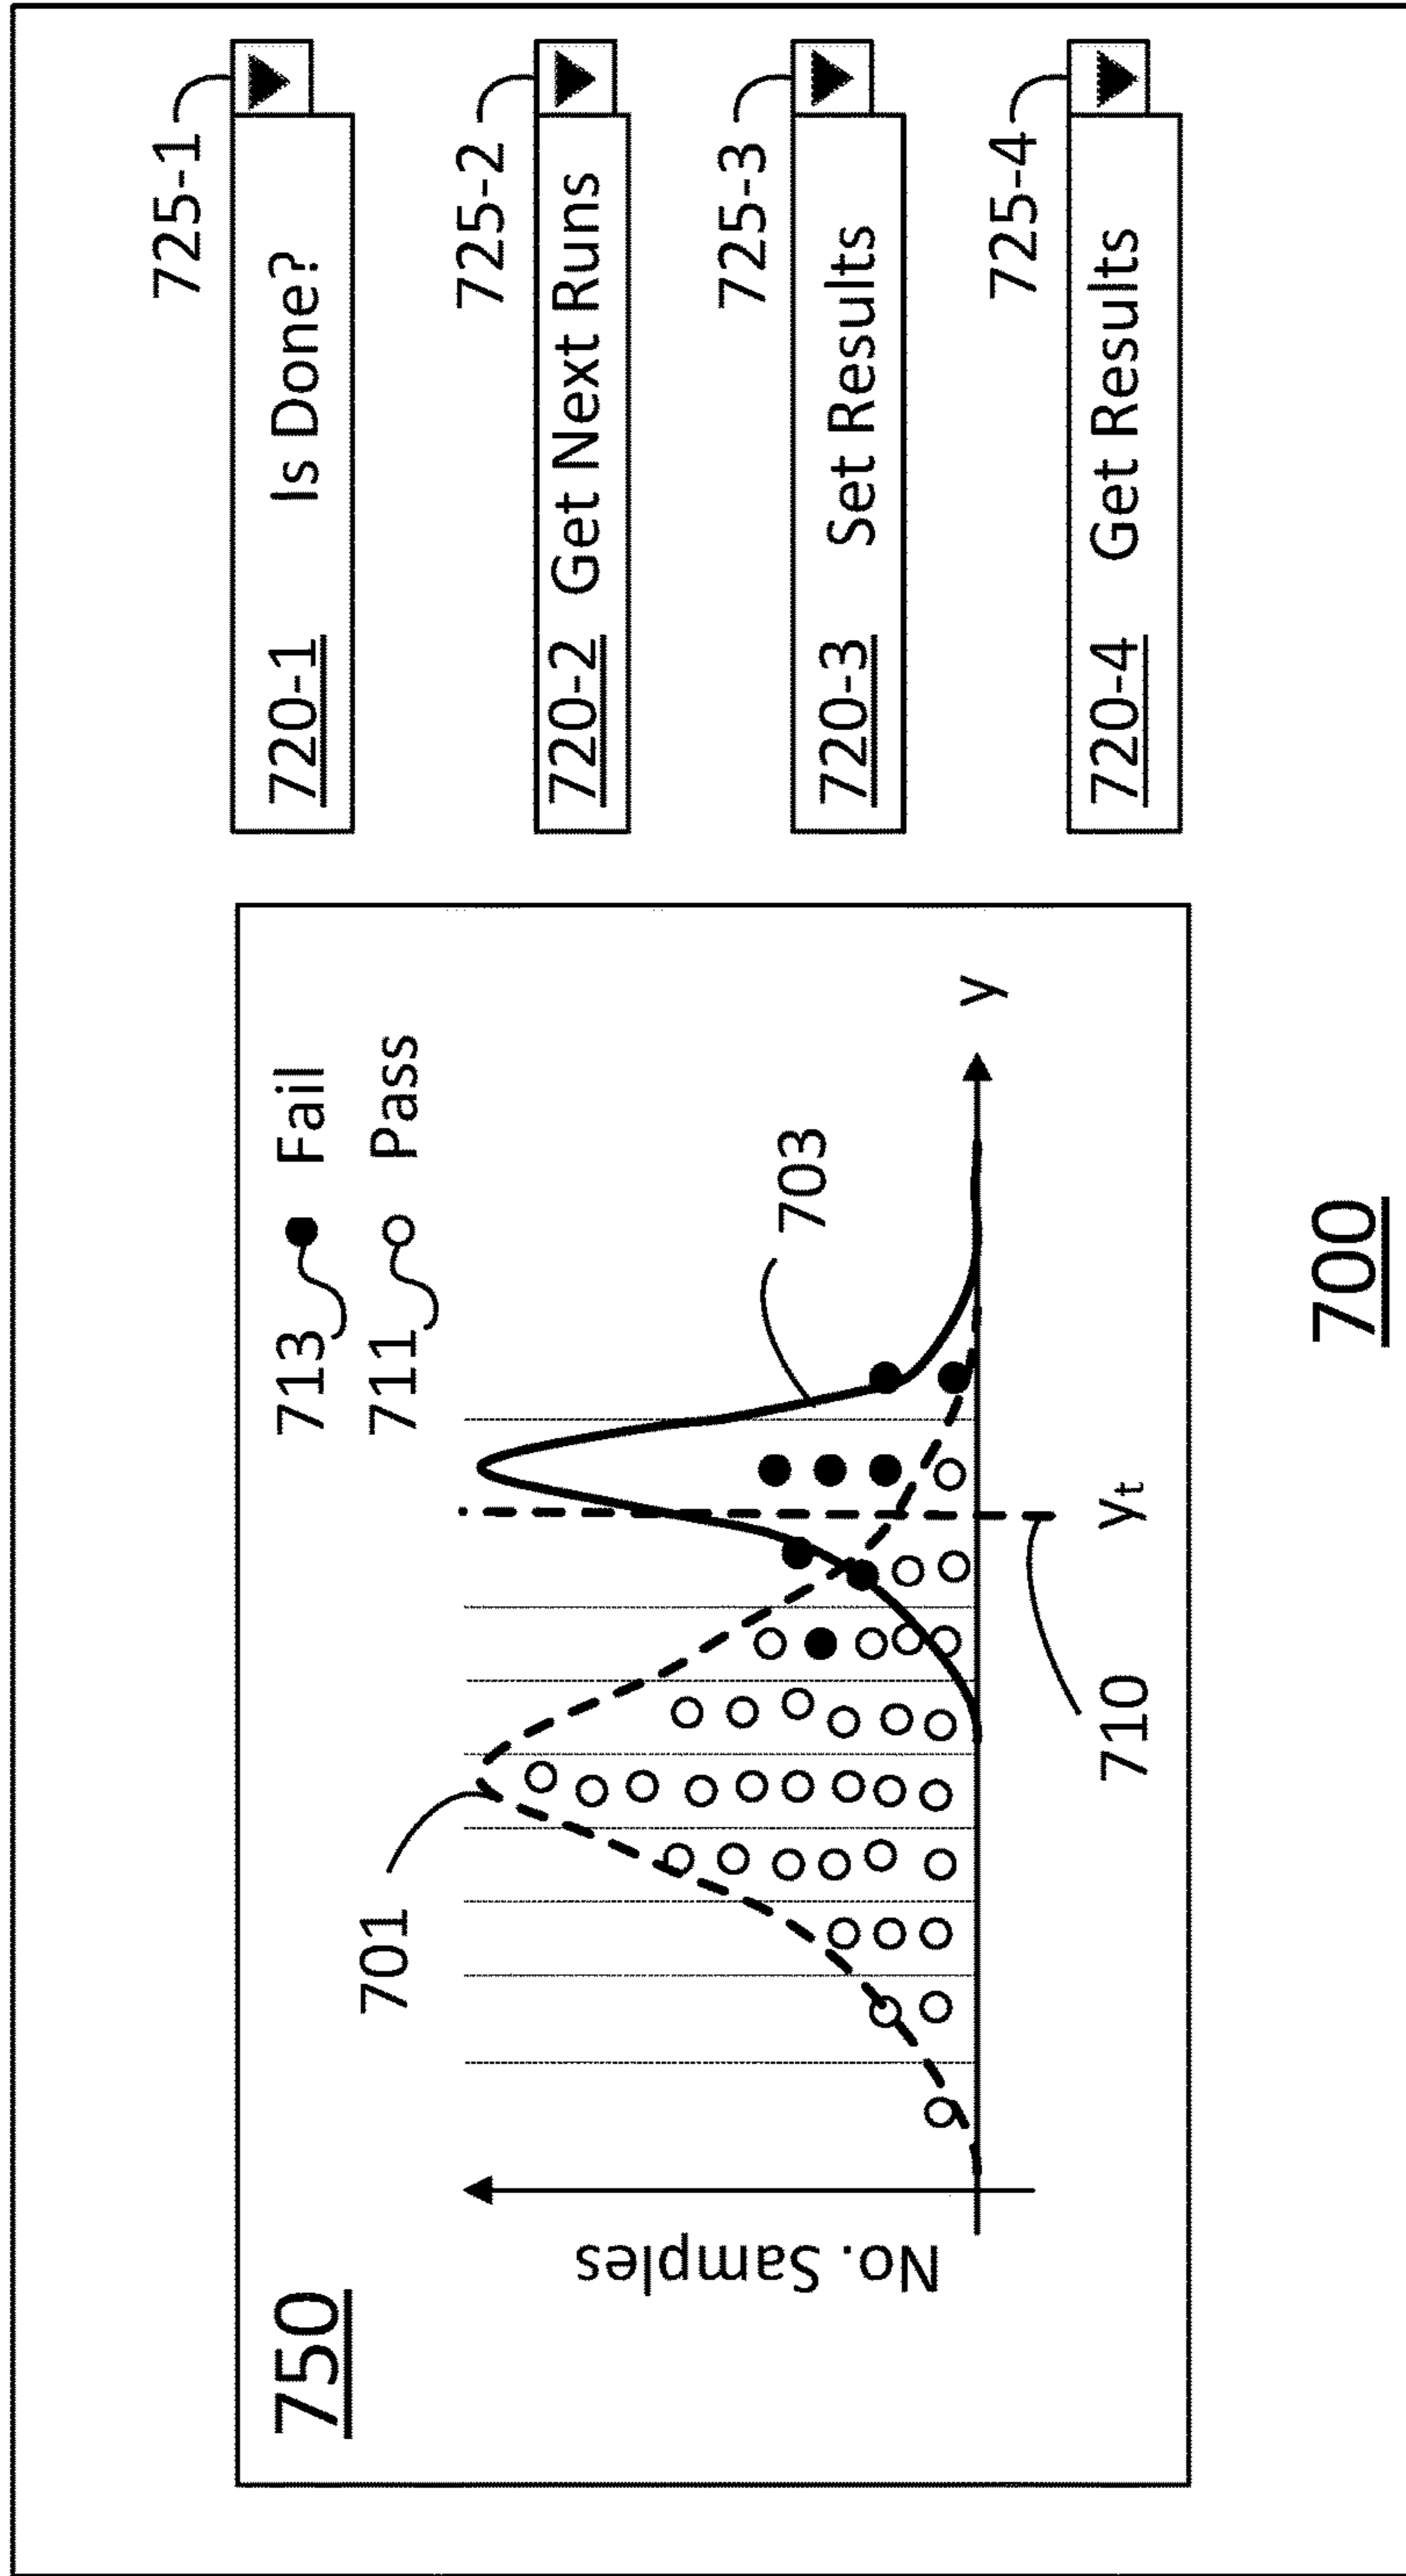 750
713 Fail
711 Pass
701
703
No. Samples
y
yt
710
720-1 Is Done?
725-1
720-2 Get Next Runs
725-2
720-3 Set Results
725-3
720-4 Get Results
725-4
700